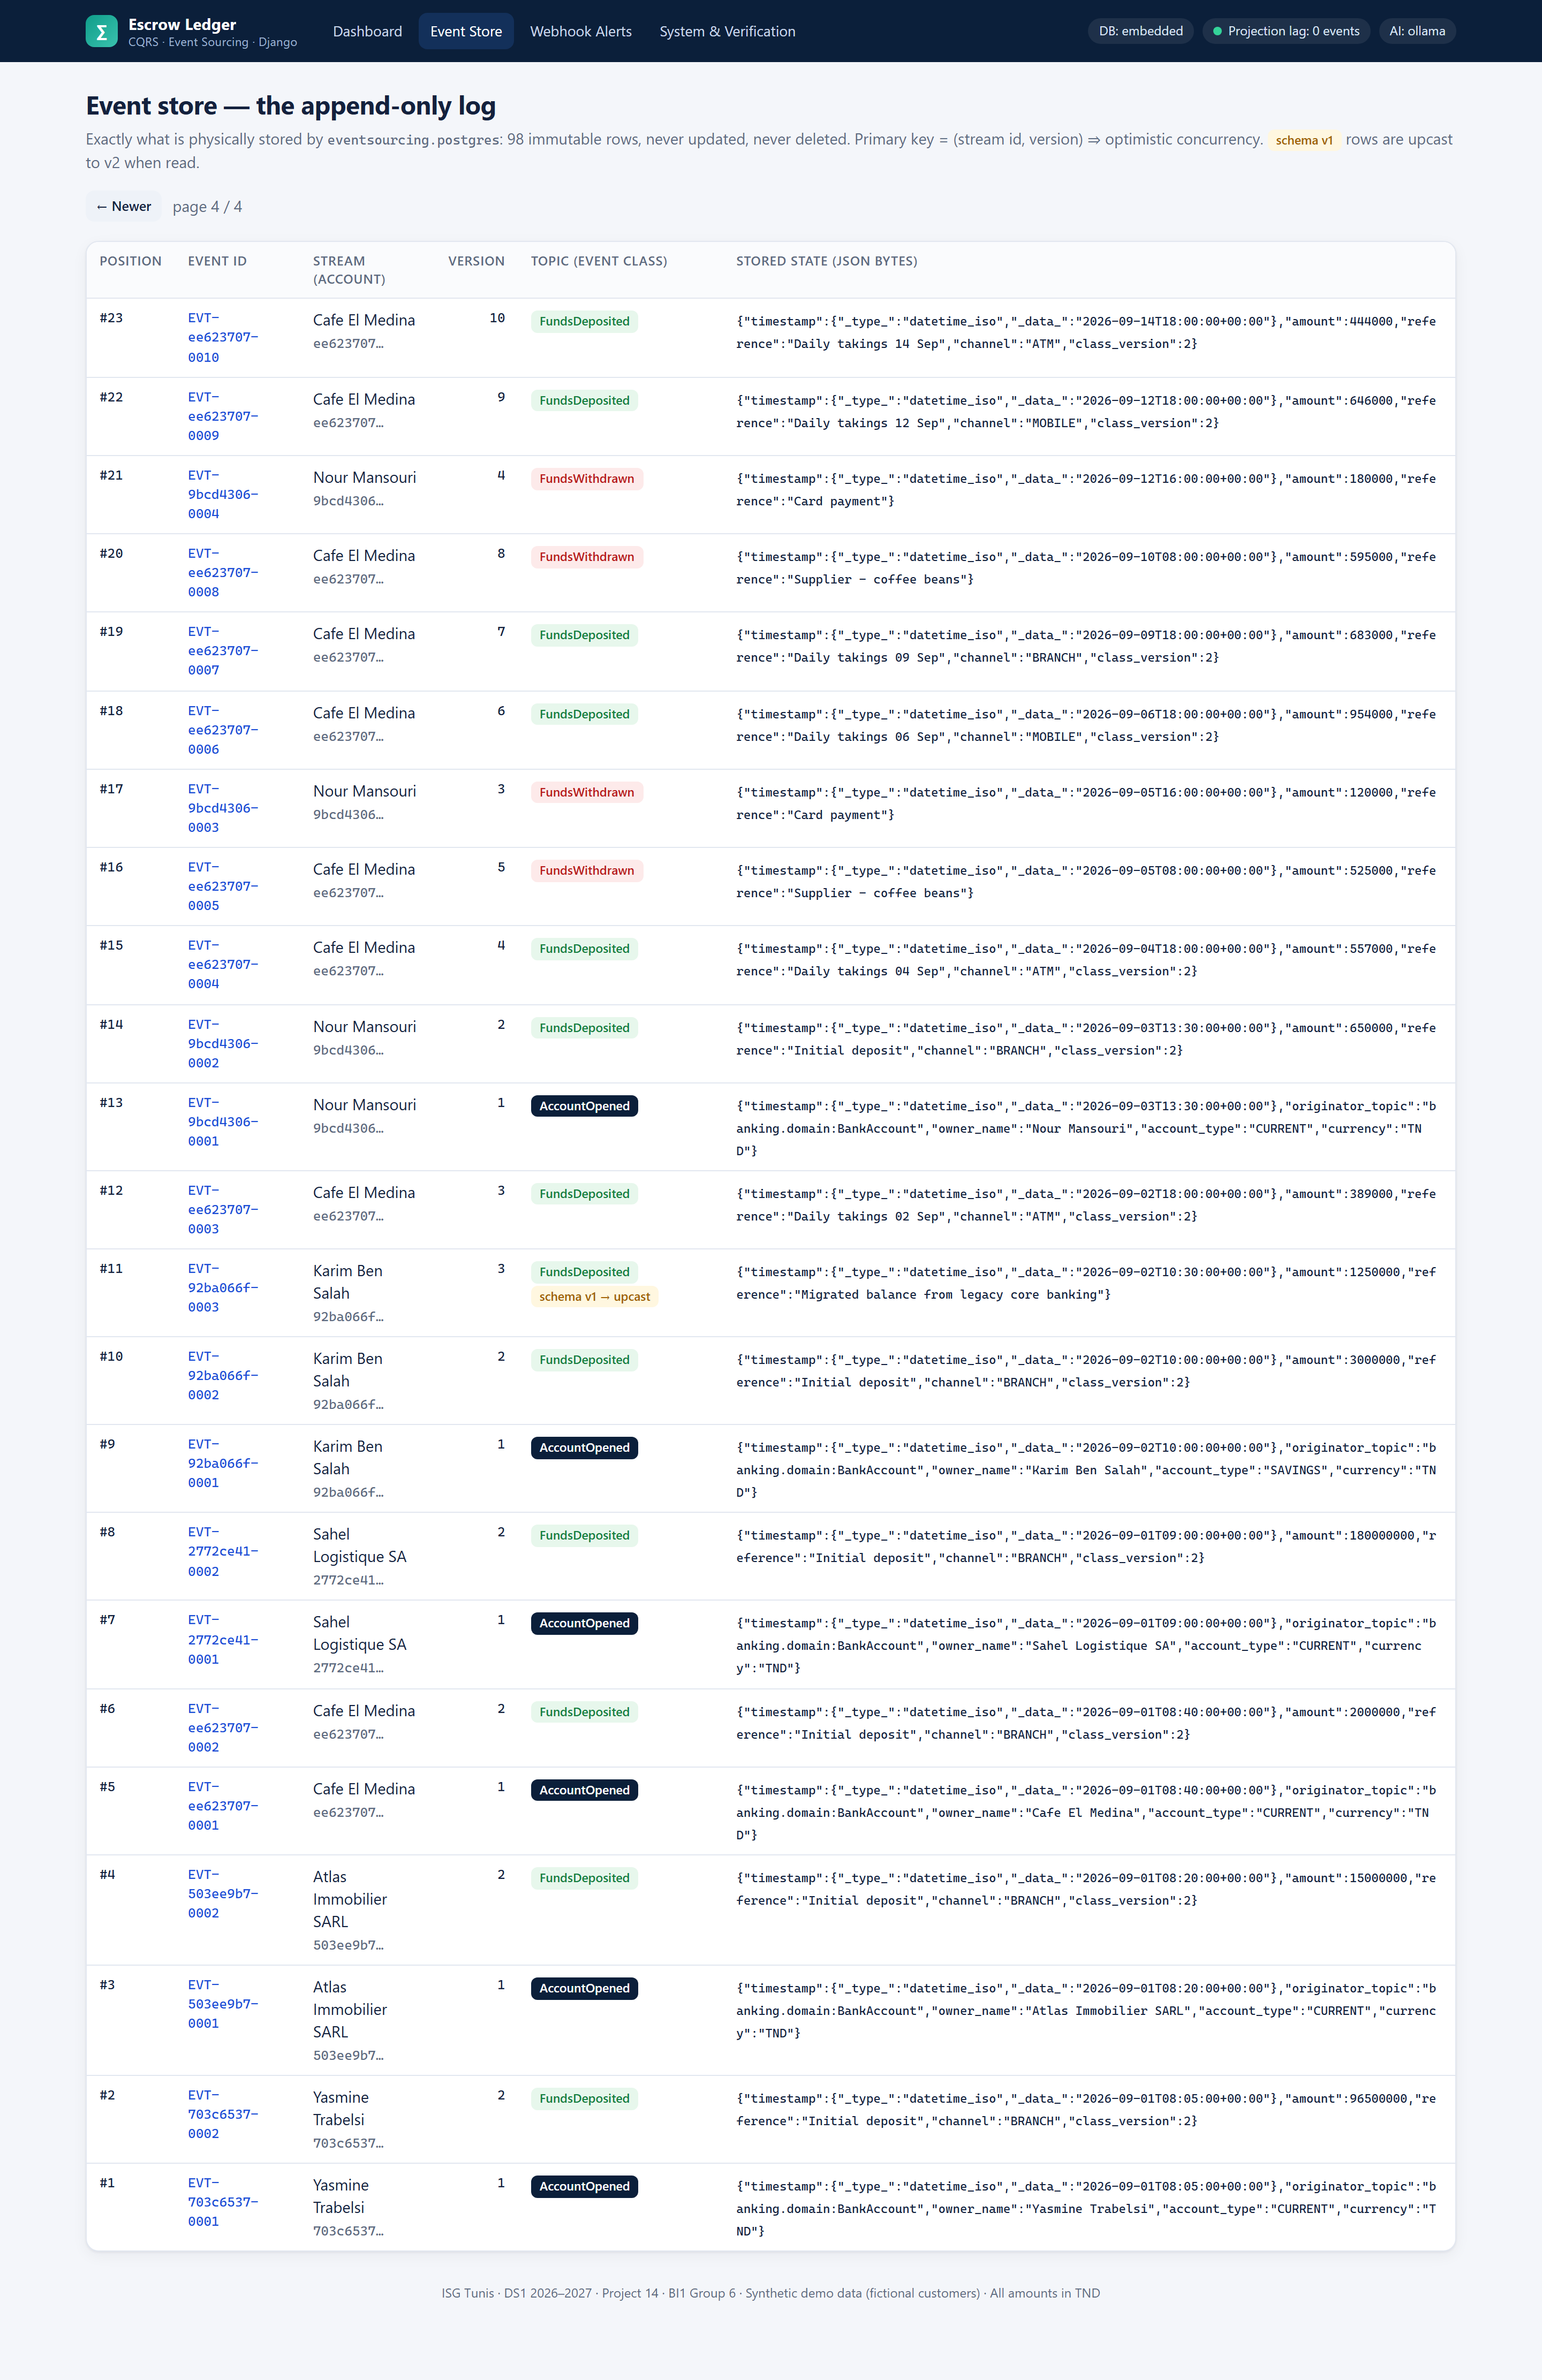 ∑
Escrow Ledger
CQRS · Event Sourcing · Django
Dashboard
Event Store
Webhook Alerts
System & Verification
DB: embedded
Projection lag: 0 events
AI: ollama
Event store — the append-only log
Exactly what is physically stored by eventsourcing.postgres: 98 immutable rows, never updated, never deleted. Primary key = (stream id, version) ⇒ optimistic concurrency. schema v1 rows are upcast
to v2 when read.
← Newer
page 4 / 4
POSITION EVENT ID STREAM (ACCOUNT) VERSION TOPIC (EVENT CLASS) STORED STATE (JSON BYTES)
#23
EVT-
ee623707-
0010
Cafe El Medina
ee623707…
10
FundsDeposited
{"timestamp":{"_type_":"datetime_iso","_data_":"2026-09-14T18:00:00+00:00"},"amount":444000,"refe
rence":"Daily takings 14 Sep","channel":"ATM","class_version":2}
#22
EVT-
ee623707-
0009
Cafe El Medina
ee623707…
9
FundsDeposited
{"timestamp":{"_type_":"datetime_iso","_data_":"2026-09-12T18:00:00+00:00"},"amount":646000,"refe
rence":"Daily takings 12 Sep","channel":"MOBILE","class_version":2}
#21
EVT-
9bcd4306-
0004
Nour Mansouri
9bcd4306…
4
FundsWithdrawn
{"timestamp":{"_type_":"datetime_iso","_data_":"2026-09-12T16:00:00+00:00"},"amount":180000,"refe
rence":"Card payment"}
#20
EVT-
ee623707-
0008
Cafe El Medina
ee623707…
8
FundsWithdrawn
{"timestamp":{"_type_":"datetime_iso","_data_":"2026-09-10T08:00:00+00:00"},"amount":595000,"refe
rence":"Supplier - coffee beans"}
#19
EVT-
ee623707-
0007
Cafe El Medina
ee623707…
7
FundsDeposited
{"timestamp":{"_type_":"datetime_iso","_data_":"2026-09-09T18:00:00+00:00"},"amount":683000,"refe
rence":"Daily takings 09 Sep","channel":"BRANCH","class_version":2}
#18
EVT-
ee623707-
0006
Cafe El Medina
ee623707…
6
FundsDeposited
{"timestamp":{"_type_":"datetime_iso","_data_":"2026-09-06T18:00:00+00:00"},"amount":954000,"refe
rence":"Daily takings 06 Sep","channel":"MOBILE","class_version":2}
#17
EVT-
9bcd4306-
0003
Nour Mansouri
9bcd4306…
3
FundsWithdrawn
{"timestamp":{"_type_":"datetime_iso","_data_":"2026-09-05T16:00:00+00:00"},"amount":120000,"refe
rence":"Card payment"}
#16
EVT-
ee623707-
0005
Cafe El Medina
ee623707…
5
FundsWithdrawn
{"timestamp":{"_type_":"datetime_iso","_data_":"2026-09-05T08:00:00+00:00"},"amount":525000,"refe
rence":"Supplier - coffee beans"}
#15
EVT-
ee623707-
0004
Cafe El Medina
ee623707…
4
FundsDeposited
{"timestamp":{"_type_":"datetime_iso","_data_":"2026-09-04T18:00:00+00:00"},"amount":557000,"refe
rence":"Daily takings 04 Sep","channel":"ATM","class_version":2}
#14
EVT-
9bcd4306-
0002
Nour Mansouri
9bcd4306…
2
FundsDeposited
{"timestamp":{"_type_":"datetime_iso","_data_":"2026-09-03T13:30:00+00:00"},"amount":650000,"refe
rence":"Initial deposit","channel":"BRANCH","class_version":2}
#13
EVT-
9bcd4306-
0001
Nour Mansouri
9bcd4306…
1
AccountOpened
{"timestamp":{"_type_":"datetime_iso","_data_":"2026-09-03T13:30:00+00:00"},"originator_topic":"b
anking.domain:BankAccount","owner_name":"Nour Mansouri","account_type":"CURRENT","currency":"TN
D"}
#12
EVT-
ee623707-
0003
Cafe El Medina
ee623707…
3
FundsDeposited
{"timestamp":{"_type_":"datetime_iso","_data_":"2026-09-02T18:00:00+00:00"},"amount":389000,"refe
rence":"Daily takings 02 Sep","channel":"ATM","class_version":2}
#11
EVT-
92ba066f-
0003
Karim Ben
Salah
92ba066f…
3
FundsDeposited
schema v1 → upcast
{"timestamp":{"_type_":"datetime_iso","_data_":"2026-09-02T10:30:00+00:00"},"amount":1250000,"ref
erence":"Migrated balance from legacy core banking"}
#10
EVT-
92ba066f-
0002
Karim Ben
Salah
92ba066f…
2
FundsDeposited
{"timestamp":{"_type_":"datetime_iso","_data_":"2026-09-02T10:00:00+00:00"},"amount":3000000,"ref
erence":"Initial deposit","channel":"BRANCH","class_version":2}
#9
EVT-
92ba066f-
0001
Karim Ben
Salah
92ba066f…
1
AccountOpened
{"timestamp":{"_type_":"datetime_iso","_data_":"2026-09-02T10:00:00+00:00"},"originator_topic":"b
anking.domain:BankAccount","owner_name":"Karim Ben Salah","account_type":"SAVINGS","currency":"TN
D"}
#8
EVT-
2772ce41-
0002
Sahel
Logistique SA
2772ce41…
2
FundsDeposited
{"timestamp":{"_type_":"datetime_iso","_data_":"2026-09-01T09:00:00+00:00"},"amount":180000000,"r
eference":"Initial deposit","channel":"BRANCH","class_version":2}
#7
EVT-
2772ce41-
0001
Sahel
Logistique SA
2772ce41…
1
AccountOpened
{"timestamp":{"_type_":"datetime_iso","_data_":"2026-09-01T09:00:00+00:00"},"originator_topic":"b
anking.domain:BankAccount","owner_name":"Sahel Logistique SA","account_type":"CURRENT","currenc
y":"TND"}
#6
EVT-
ee623707-
0002
Cafe El Medina
ee623707…
2
FundsDeposited
{"timestamp":{"_type_":"datetime_iso","_data_":"2026-09-01T08:40:00+00:00"},"amount":2000000,"ref
erence":"Initial deposit","channel":"BRANCH","class_version":2}
#5
EVT-
ee623707-
0001
Cafe El Medina
ee623707…
1
AccountOpened
{"timestamp":{"_type_":"datetime_iso","_data_":"2026-09-01T08:40:00+00:00"},"originator_topic":"b
anking.domain:BankAccount","owner_name":"Cafe El Medina","account_type":"CURRENT","currency":"TN
D"}
#4
EVT-
503ee9b7-
0002
Atlas
Immobilier
SARL
503ee9b7…
2
FundsDeposited
{"timestamp":{"_type_":"datetime_iso","_data_":"2026-09-01T08:20:00+00:00"},"amount":15000000,"re
ference":"Initial deposit","channel":"BRANCH","class_version":2}
#3
EVT-
503ee9b7-
0001
Atlas
Immobilier
SARL
503ee9b7…
1
AccountOpened
{"timestamp":{"_type_":"datetime_iso","_data_":"2026-09-01T08:20:00+00:00"},"originator_topic":"b
anking.domain:BankAccount","owner_name":"Atlas Immobilier SARL","account_type":"CURRENT","currenc
y":"TND"}
#2
EVT-
703c6537-
0002
Yasmine
Trabelsi
703c6537…
2
FundsDeposited
{"timestamp":{"_type_":"datetime_iso","_data_":"2026-09-01T08:05:00+00:00"},"amount":96500000,"re
ference":"Initial deposit","channel":"BRANCH","class_version":2}
#1
EVT-
703c6537-
0001
Yasmine
Trabelsi
703c6537…
1
AccountOpened
{"timestamp":{"_type_":"datetime_iso","_data_":"2026-09-01T08:05:00+00:00"},"originator_topic":"b
anking.domain:BankAccount","owner_name":"Yasmine Trabelsi","account_type":"CURRENT","currency":"T
ND"}
ISG Tunis · DS1 2026–2027 · Project 14 · BI1 Group 6 · Synthetic demo data (fictional customers) · All amounts in TND